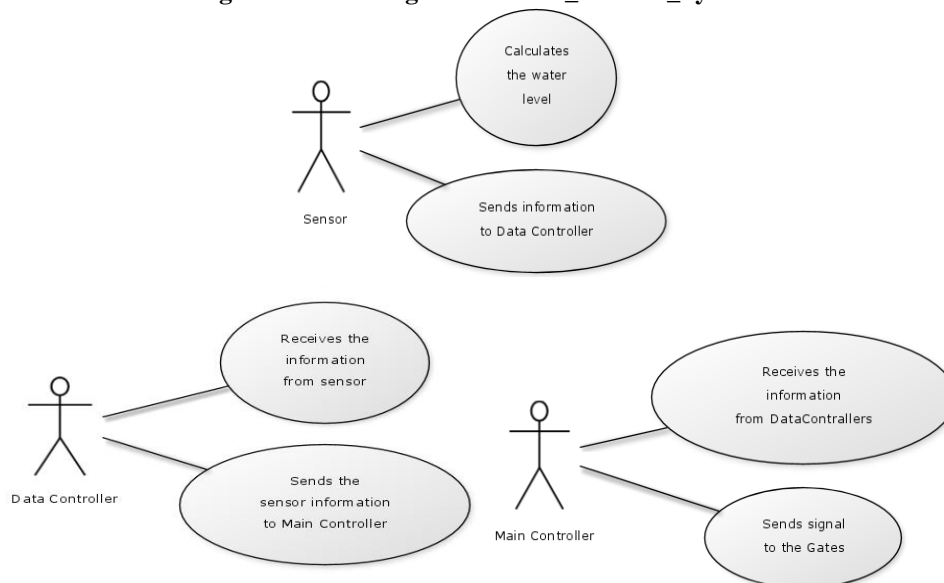 Calculates
the water
level
Sensor
Sends information
to Data Controller
Receives the
information
from sensor
Data Controller
Sends the
sensor information
to Main Controller
Receives the
information
from DataContrallers
Main Controller
Sends signal
to the Gates